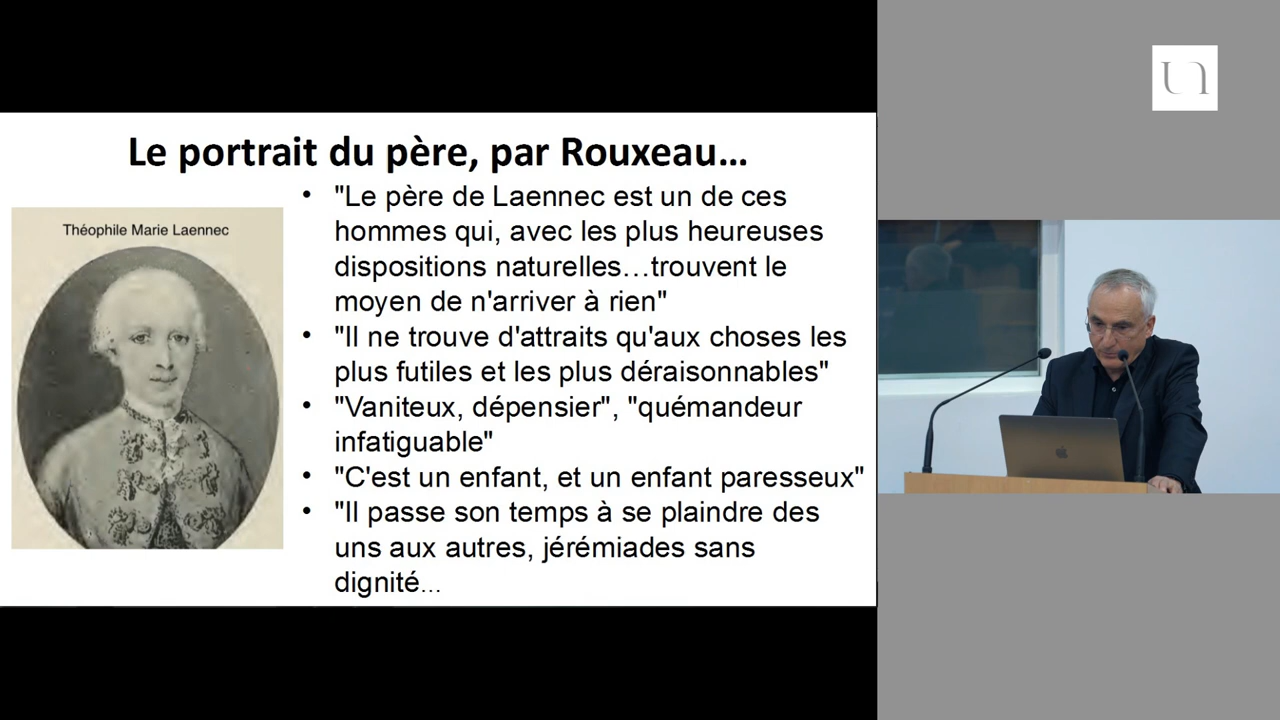 Le portrait du père, par Rouxeau...
Théophile Marie Laennec
• "Le père de Laennec est un de ces
hommes qui, avec les plus heureuses
dispositions naturelles…trouvent le
moyen de n'arriver à rien"
• "Il ne trouve d'attraits qu'aux choses les
plus futiles et les plus déraisonnables"
• "Vaniteux, dépensier", "quémandeur
infatiguable"
• "C'est un enfant, et un enfant paresseux"
• "Il passe son temps à se plaindre des
uns aux autres, jérémiades sans
dignité...